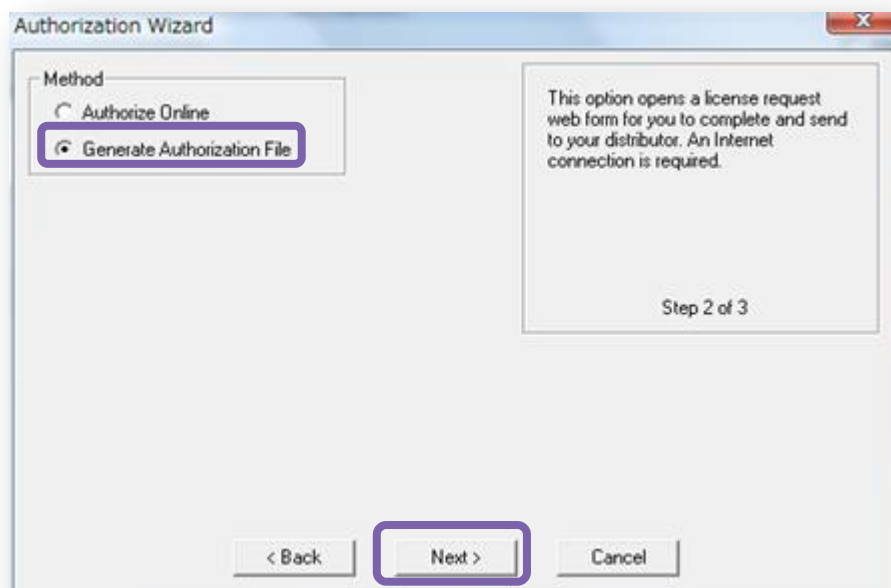 Authorization Wizard
Method
Authorize Online
Generate Authorization File
This option opens a license request
web form for you to complete and send
to your distributor. An Internet
connection is required.
Step 2 of 3
< Back
Next >
Cancel